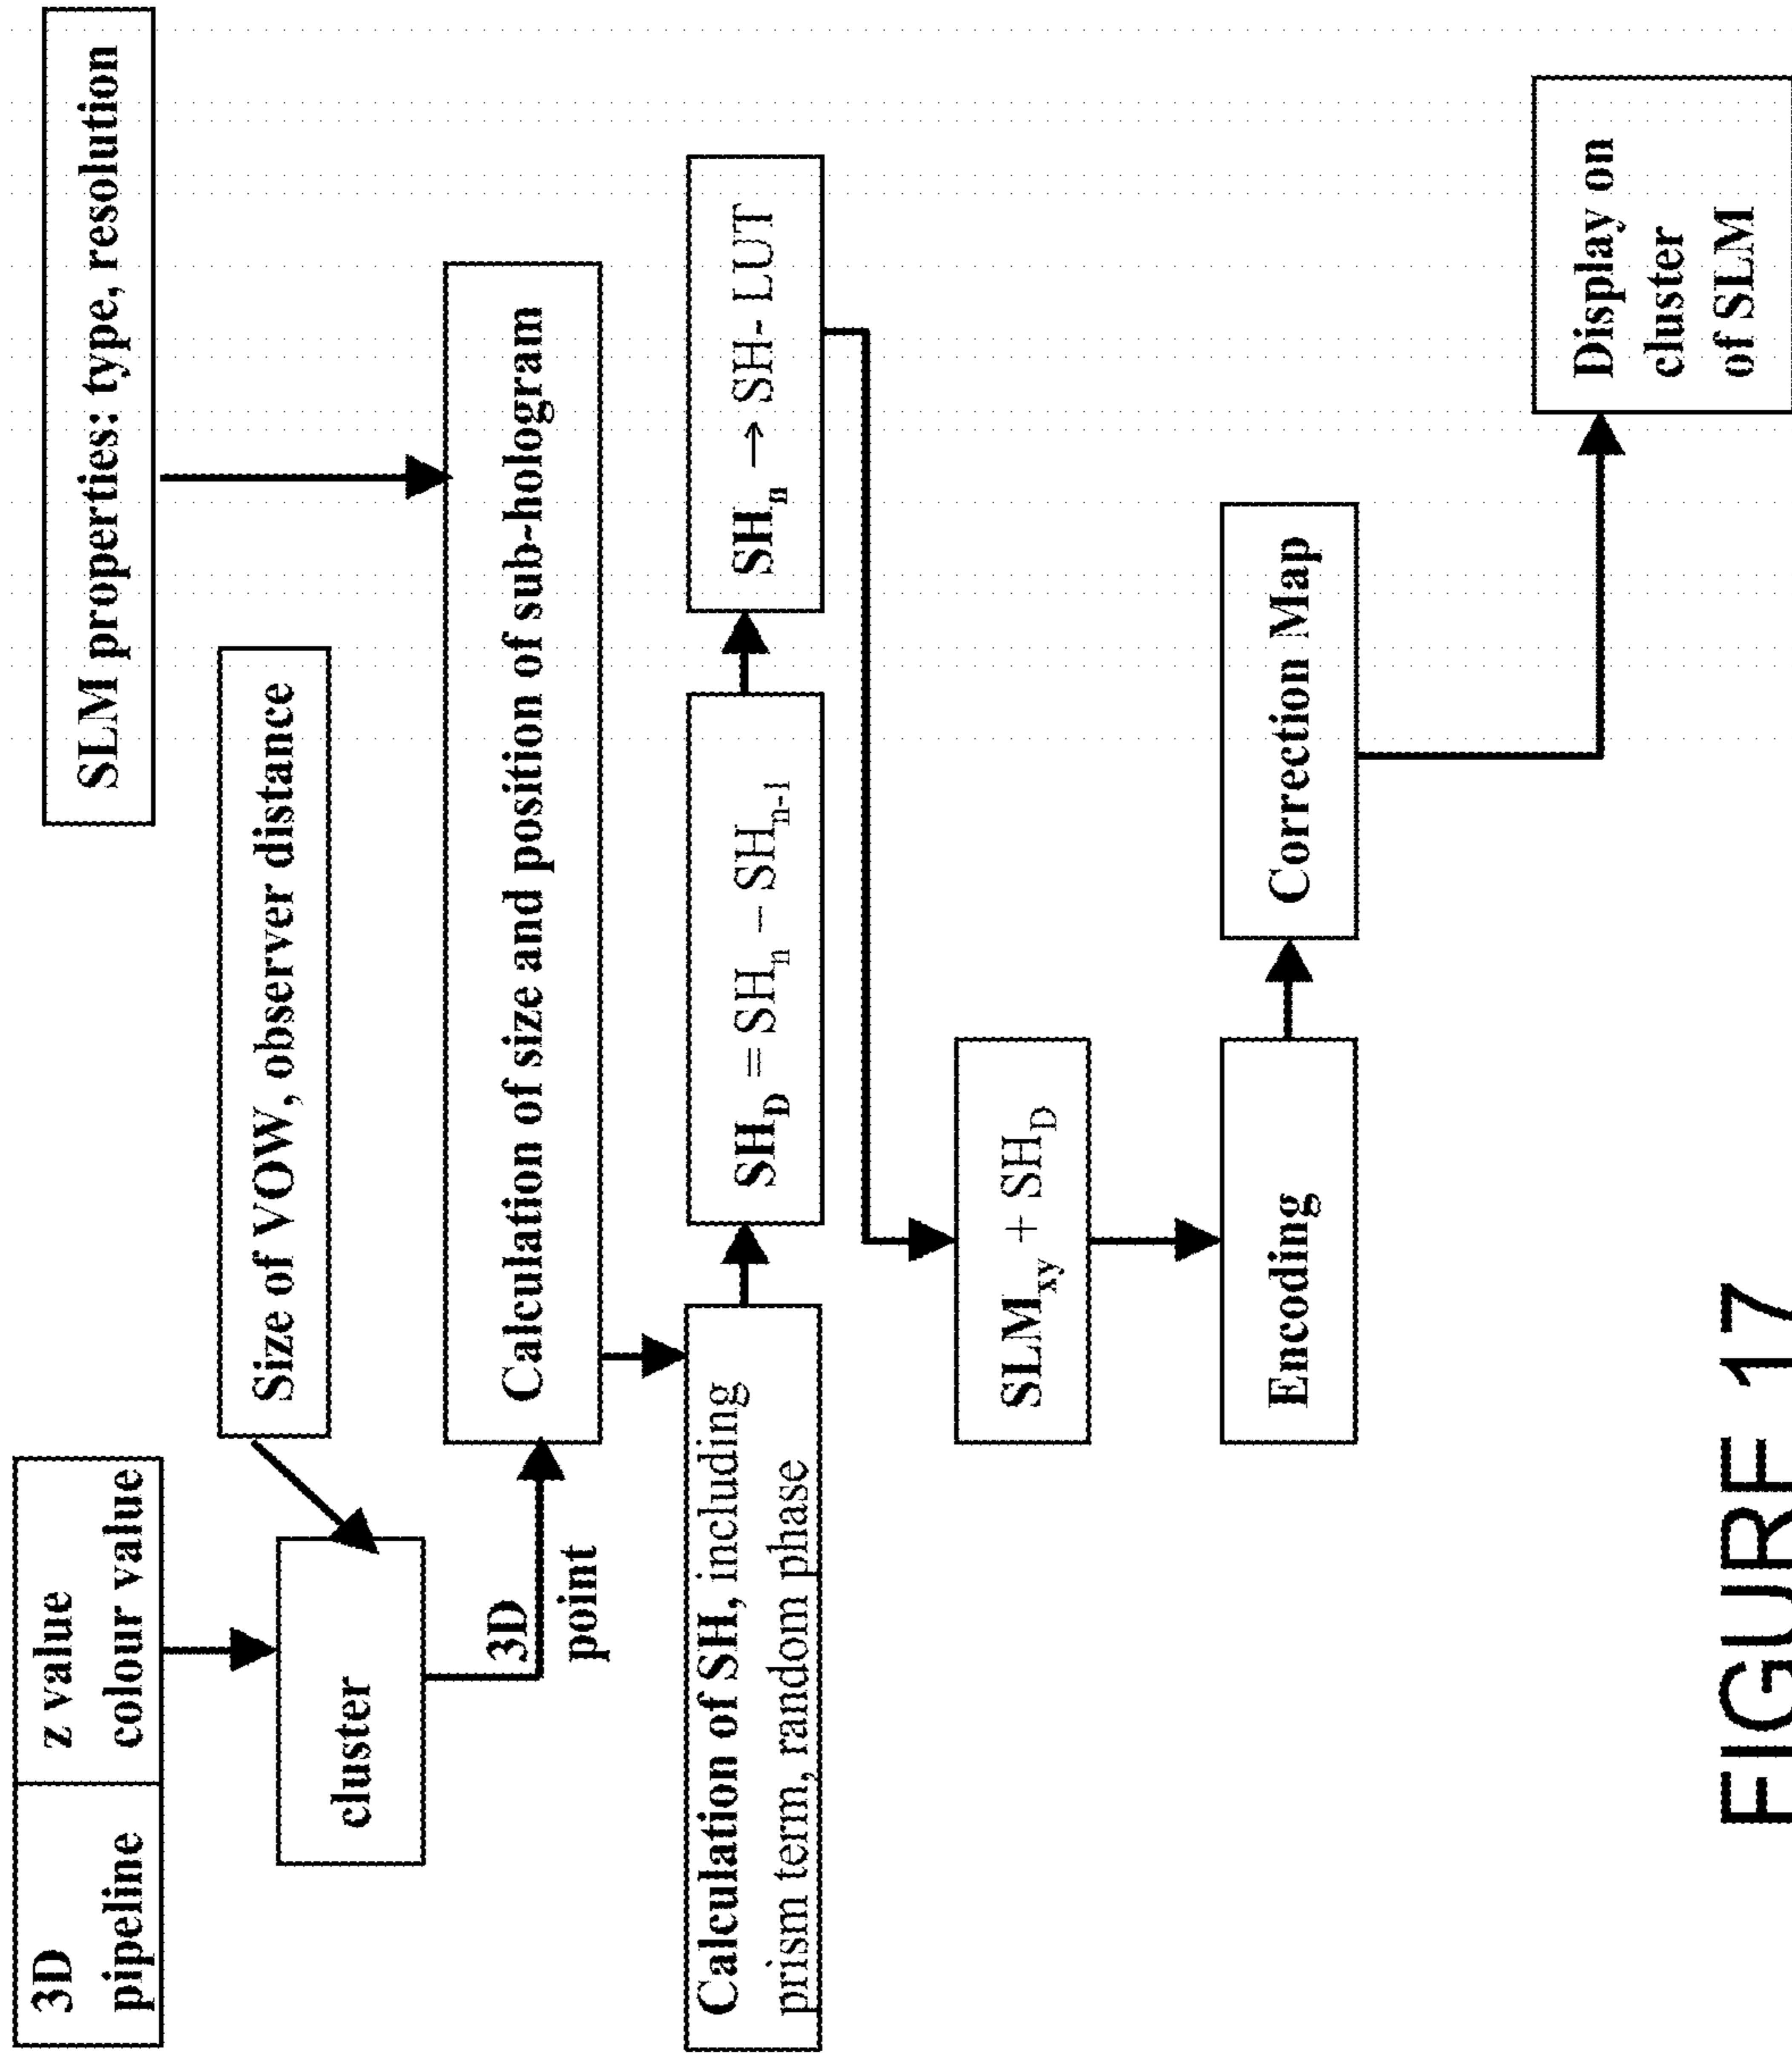 3D
pipeline
z value
colour value
SLM properties: type, resolution
Size of VOW, observer distance
cluster
3D
point
Calculation of size and position of sub-hologram
Calculation of SH, including
prism term, random phase
SH_D = SH_n − SH_n-1
SH_n → SH- LUT
SLM_xy + SH_D
Encoding
Correction Map
Display on
cluster
of SLM
FIGURE 17